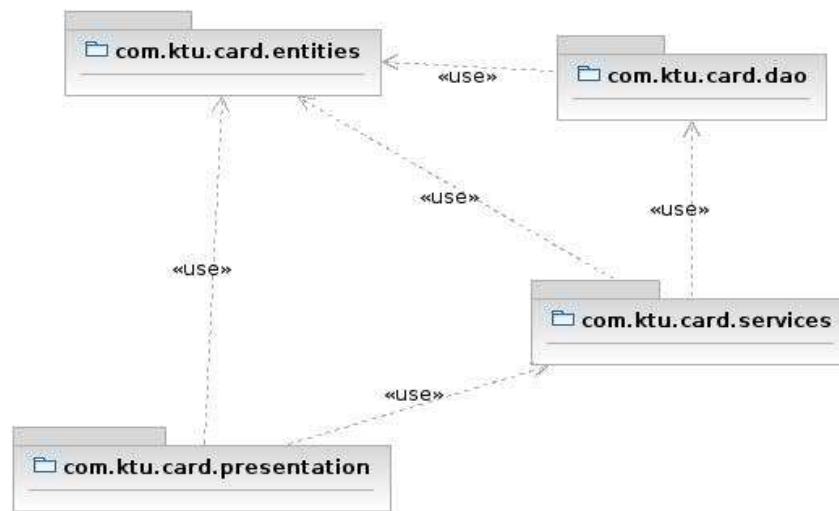 com.ktu.card.entities
«use»
com.ktu.card.dao
«use»
«use»
«use»
com.ktu.card.services
«use»
com.ktu.card.presentation